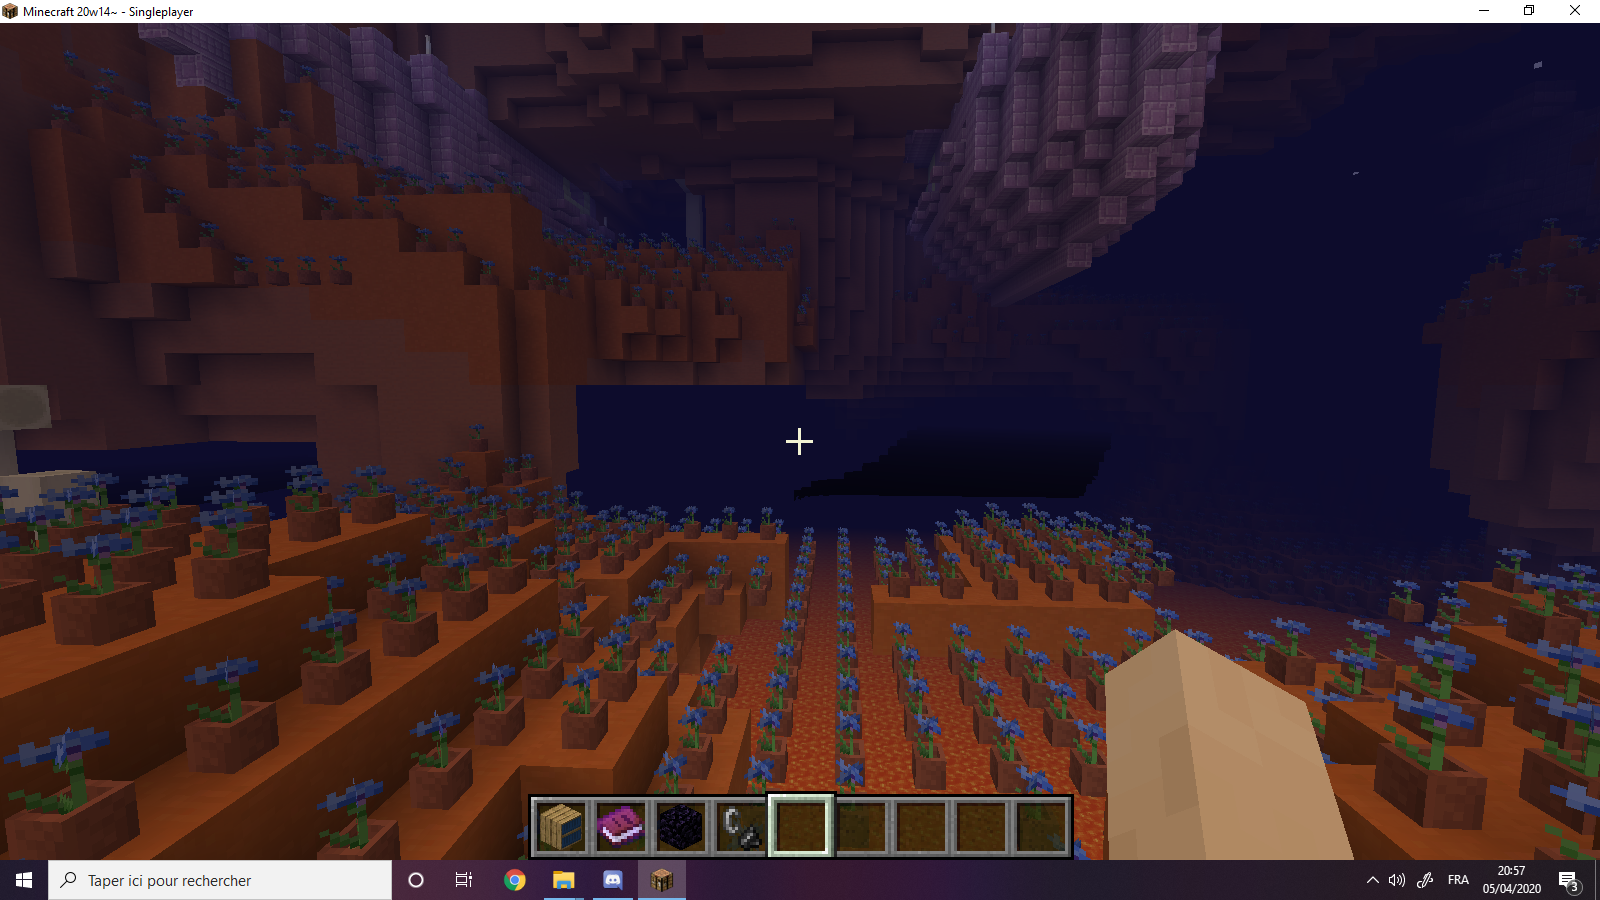 Minecraft 20w14~ - Singleplayer
Taper ici pour rechercher
FRA
20:57
05/04/2020
3